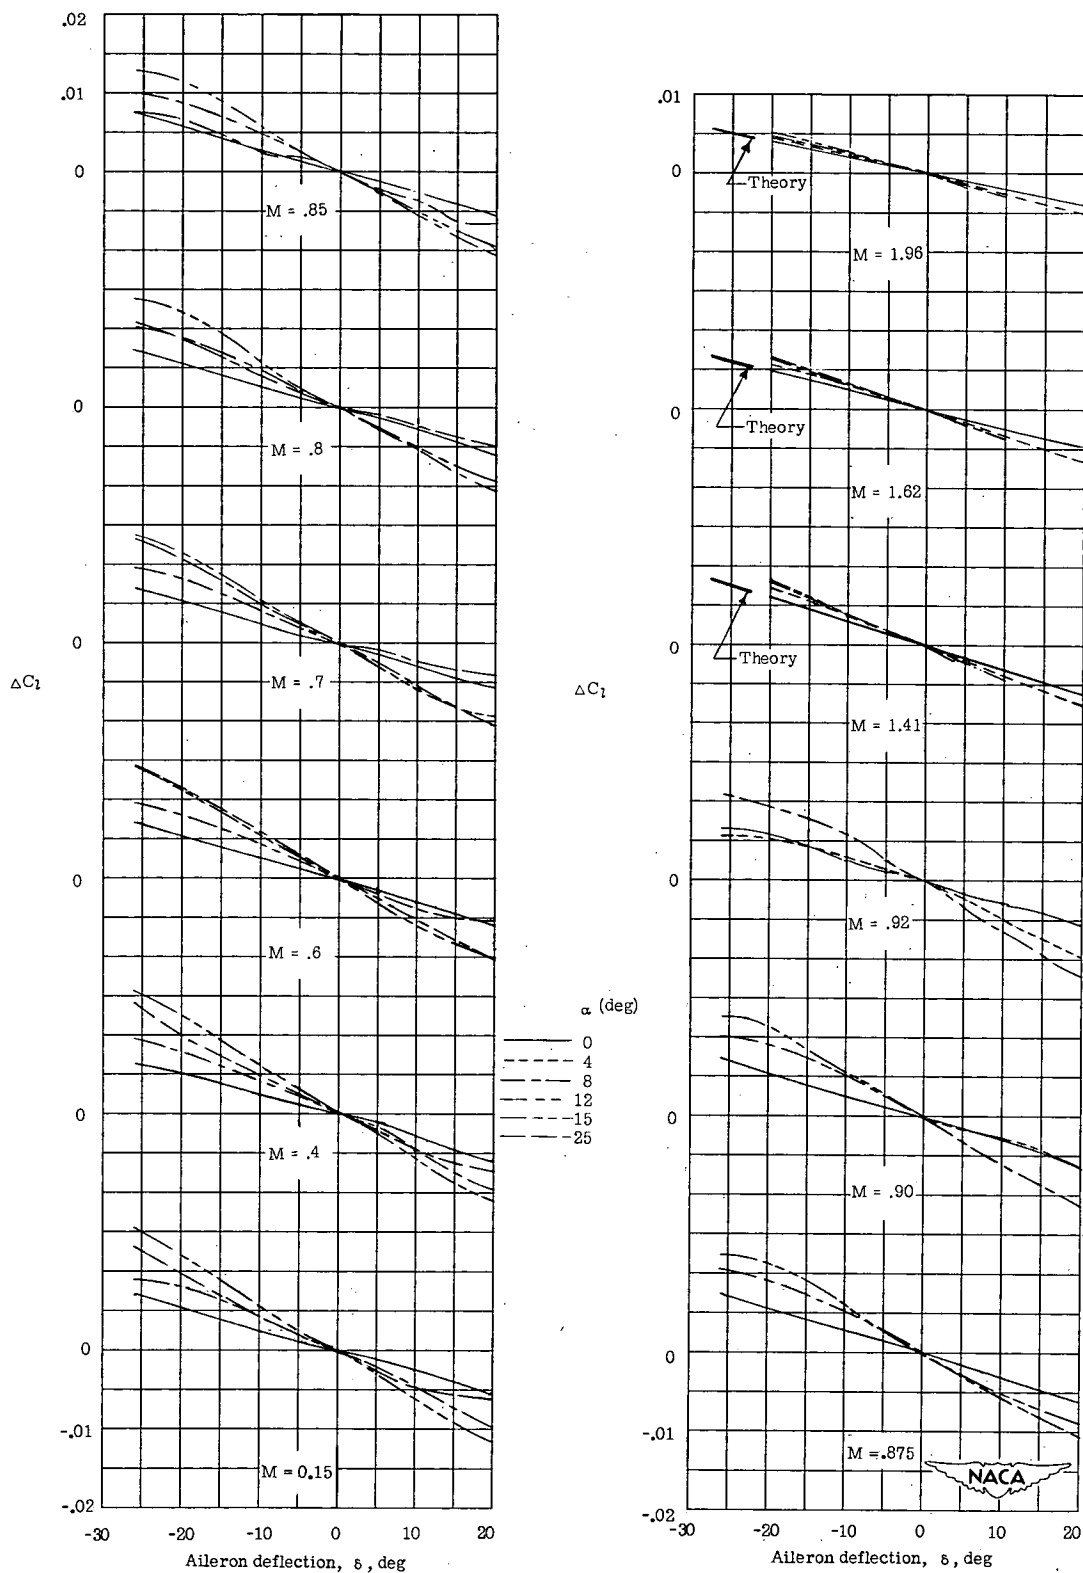 .02
.01
0
M = .85
0
M = .8
0
M = .7
ΔCl
0
M = .6
0
M = .4
0
-.01
M = 0.15
-.02
-30 -20 -10 0 10 20
Aileron deflection, δ, deg
.01
0
Theory
M = 1.96
0
Theory
M = 1.62
0
Theory
ΔCl
M = 1.41
0
M = .92
α (deg)
0
4
8
12
15
25
0
M = .90
0
-.01
M = .875
NACA
-.02
-30 -20 -10 0 10 20
Aileron deflection, δ, deg